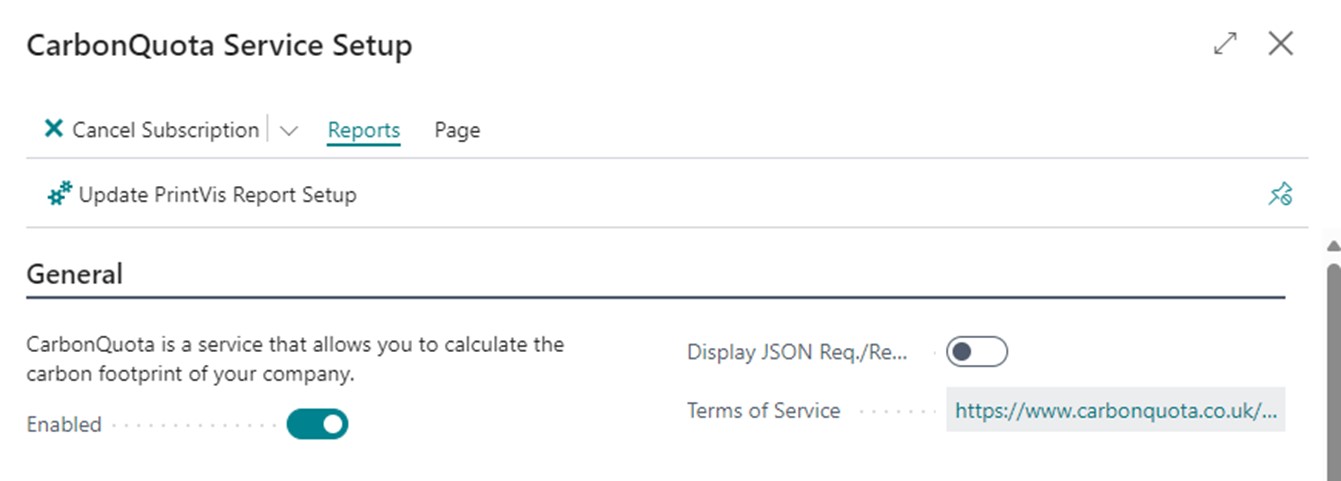 CarbonQuota Service Setup
Cancel Subscription Reports Page
Update PrintVis Report Setup
General
CarbonQuota is a service that allows you to calculate the
carbon footprint of your company.
Enabled
Display JSON Req./Re...
Terms of Service https://www.carbonquota.co.uk/...